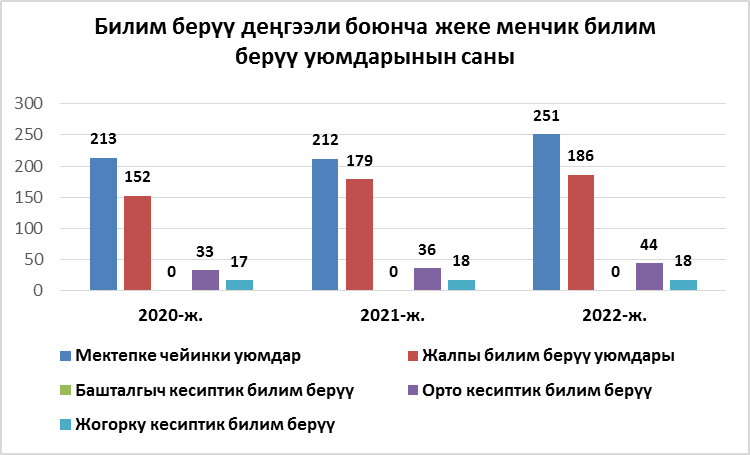 Билим берүү деңгээли боюнча жеке менчик билим
берүү уюмдарынын саны
300
250
200
150
100
50
0
213
152
0
33
17
212
179
0
36
18
251
186
0
44
18
2020-ж.
2021-ж.
2022-ж.
Мектепке чейинки уюмдар
Жалпы билим берүү уюмдары
Башталгыч кесиптик билим берүү
Орто кесиптик билим берүү
Жогорку кесиптик билим берүү